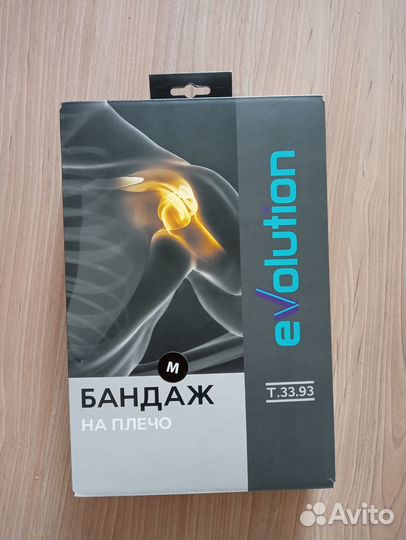 M
БАНДАЖ
НА ПЛЕЧО
evolution
T.33.93
Avito